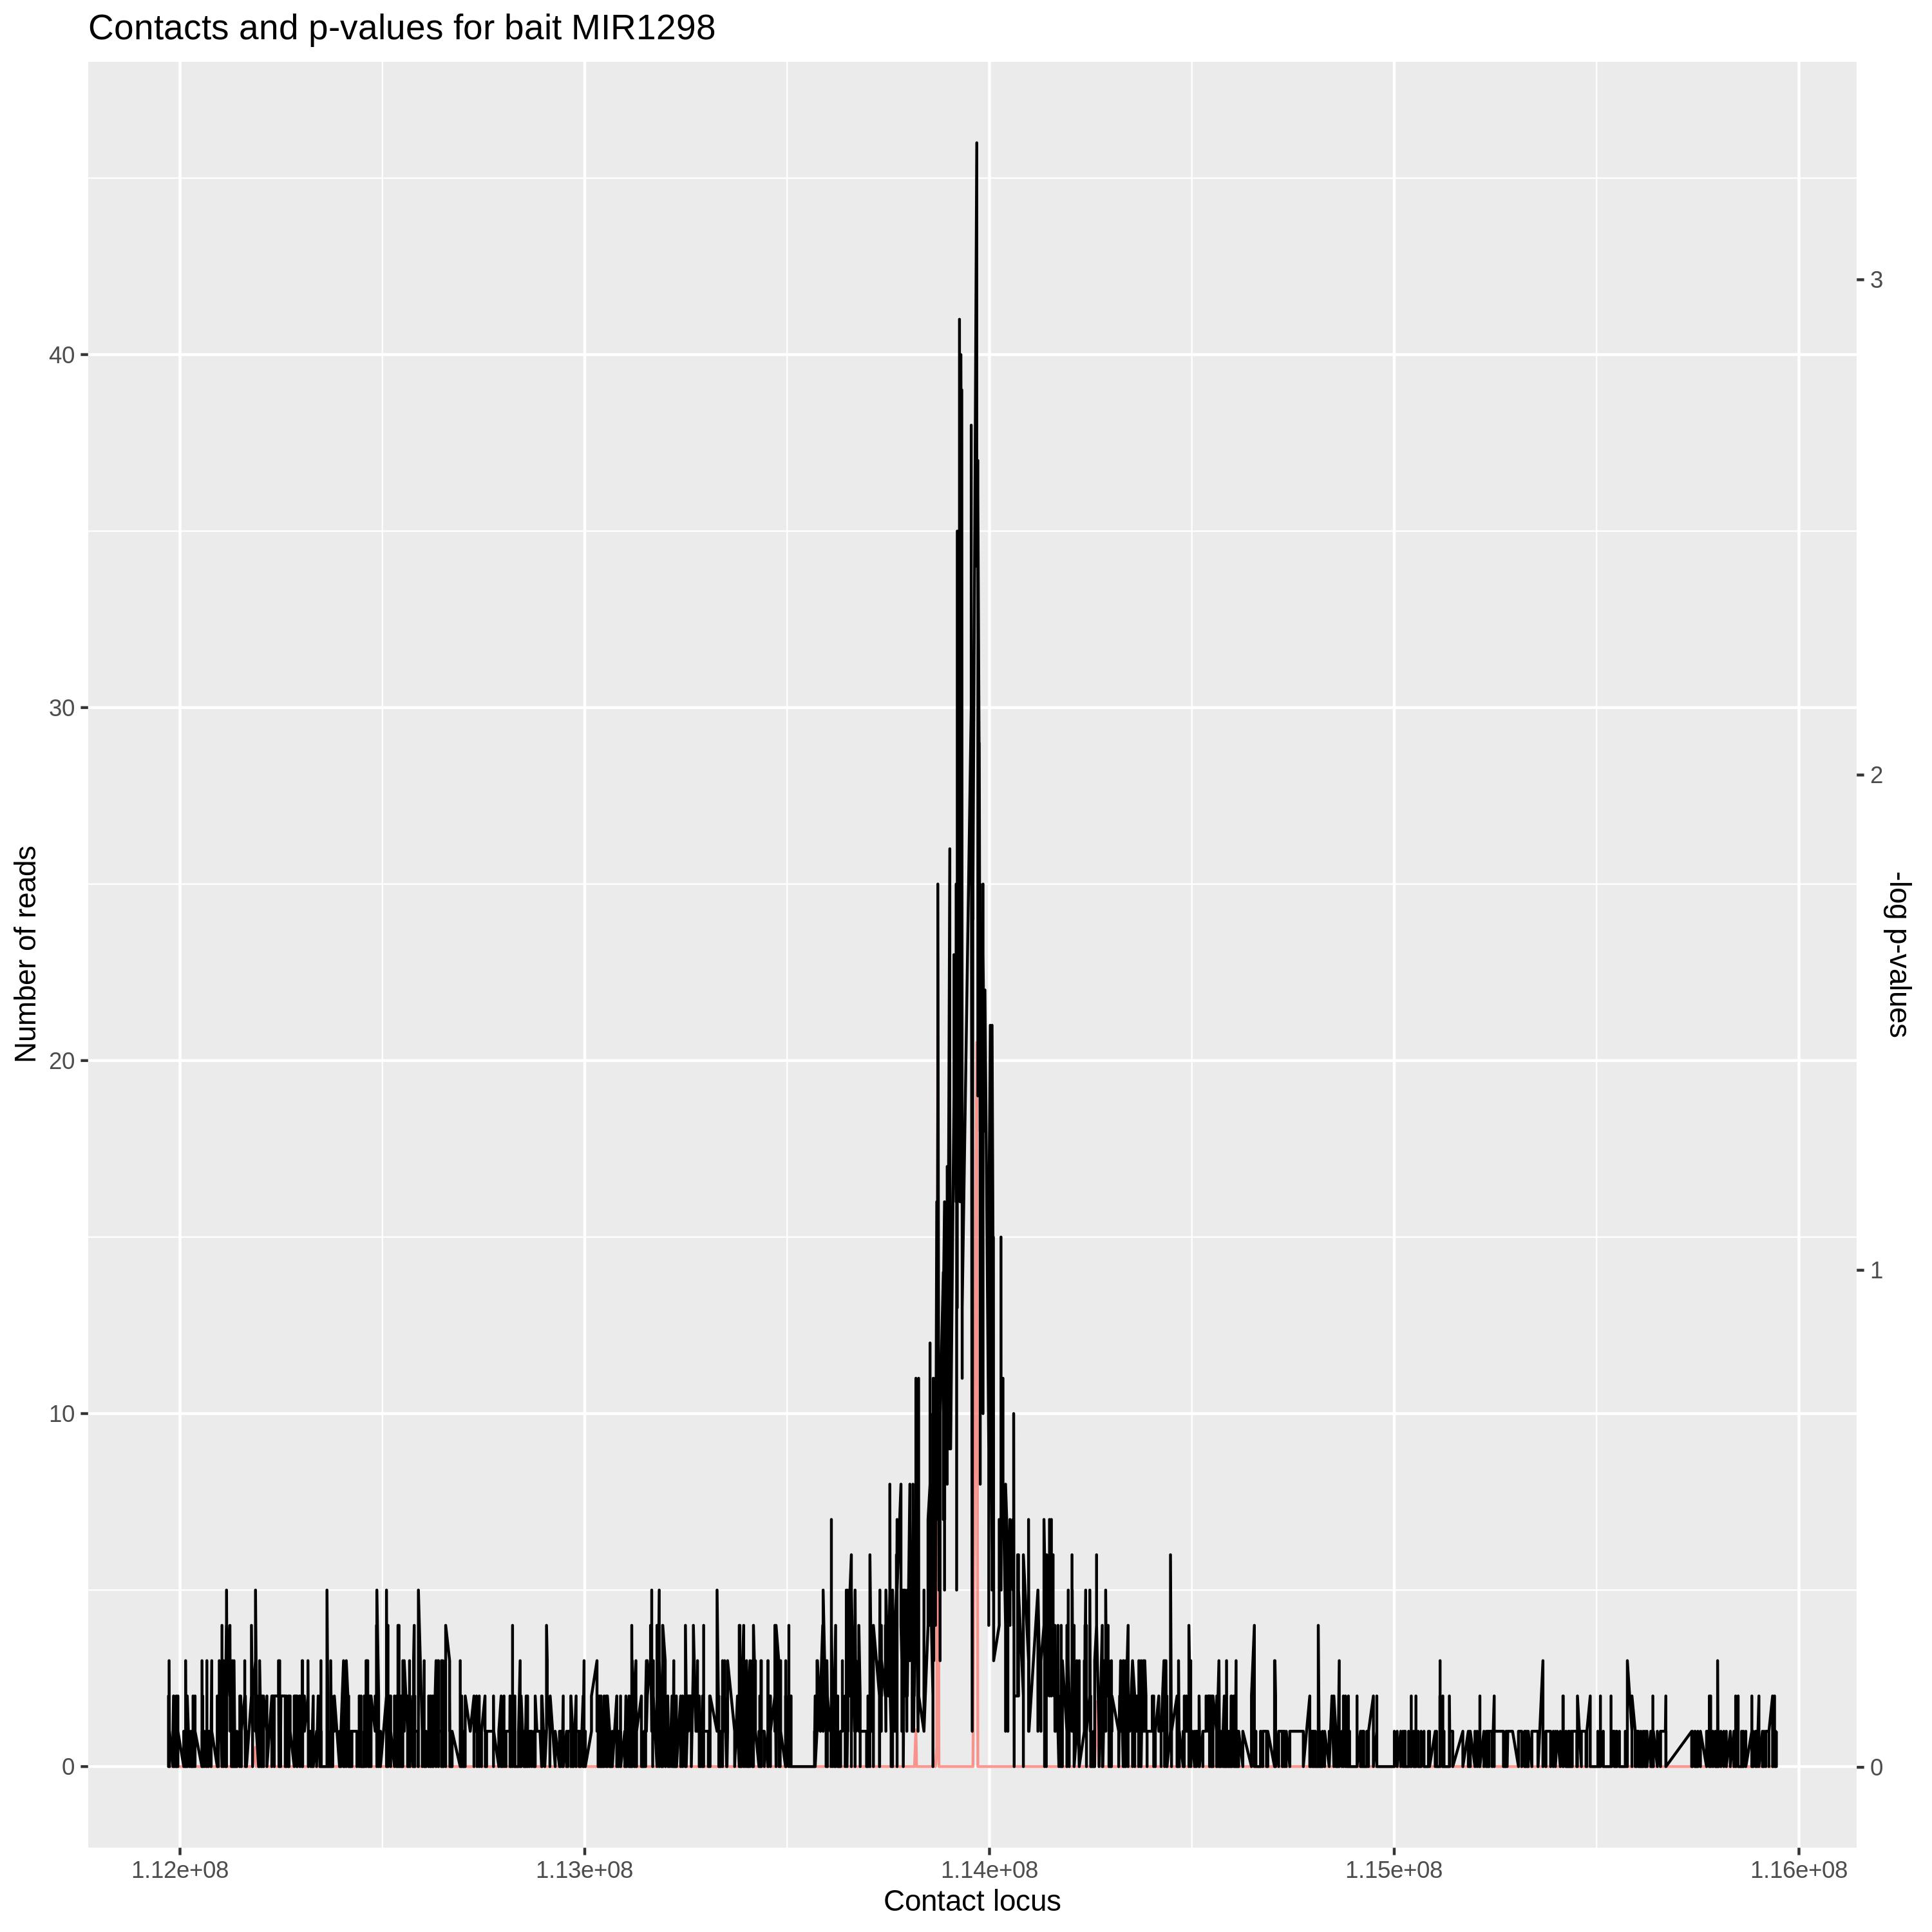 Contacts and p-values for bait MIR1298
40
30
20
10
0
Number of reads
3
2
1
0
-log p-values
1.12e+08
1.13e+08
1.14e+08
1.15e+08
1.16e+08
Contact locus